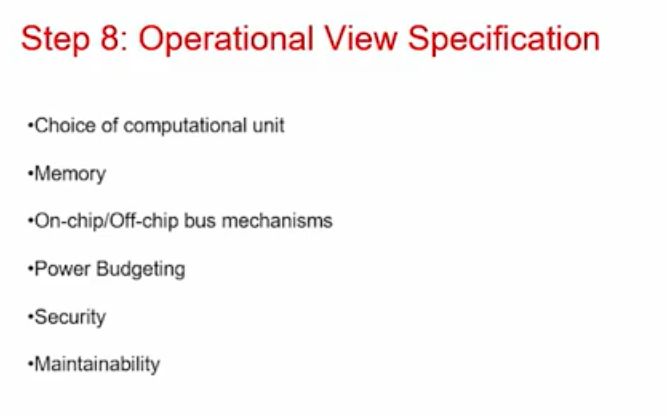 Step 8: Operational View Specification
•Choice of computational unit
•Memory
•On-chip/Off-chip bus mechanisms
•Power Budgeting
•Security
•Maintainability